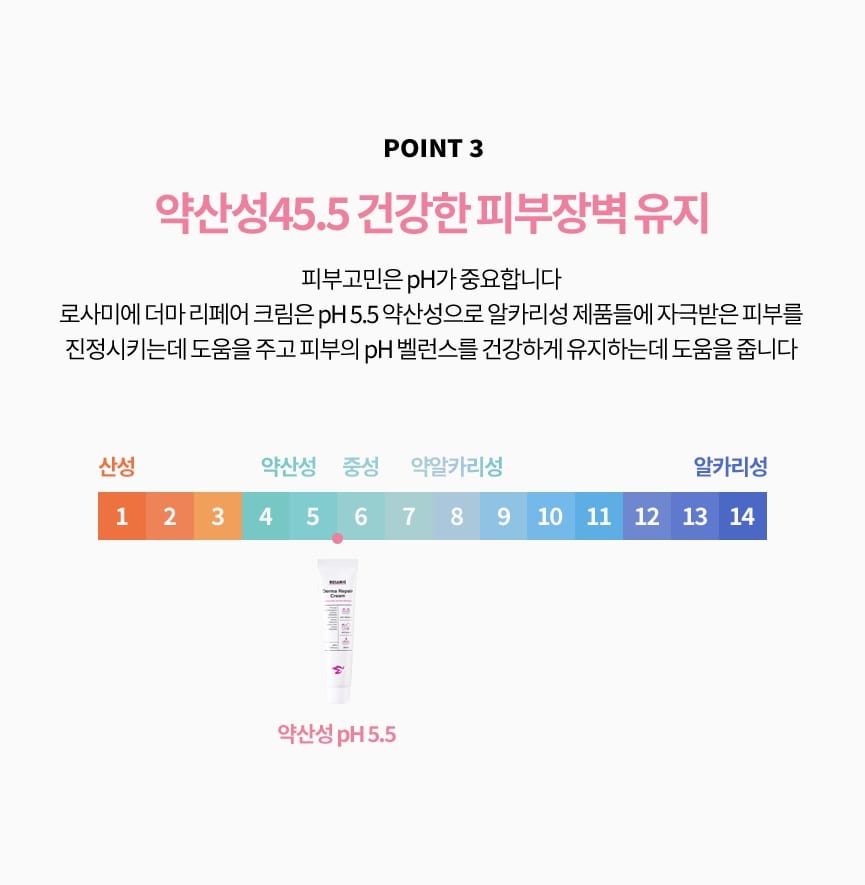 POINT 3
약산성45.5 건강한 피부장벽 유지
피부고민은 pH가 중요합니다
로사미에 더마 리페어 크림은 pH 5.5 약산성으로 알카리성 제품들에 자극받은 피부를
진정시키는데 도움을 주고 피부의 pH 벨런스를 건강하게 유지하는데 도움을 줍니다
산성 약산성 중성 약알카리성 알카리성
1 2 3 4 5 6 7 8 9 10 11 12 13 14
Derma Repair
Cream
약산성 pH 5.5